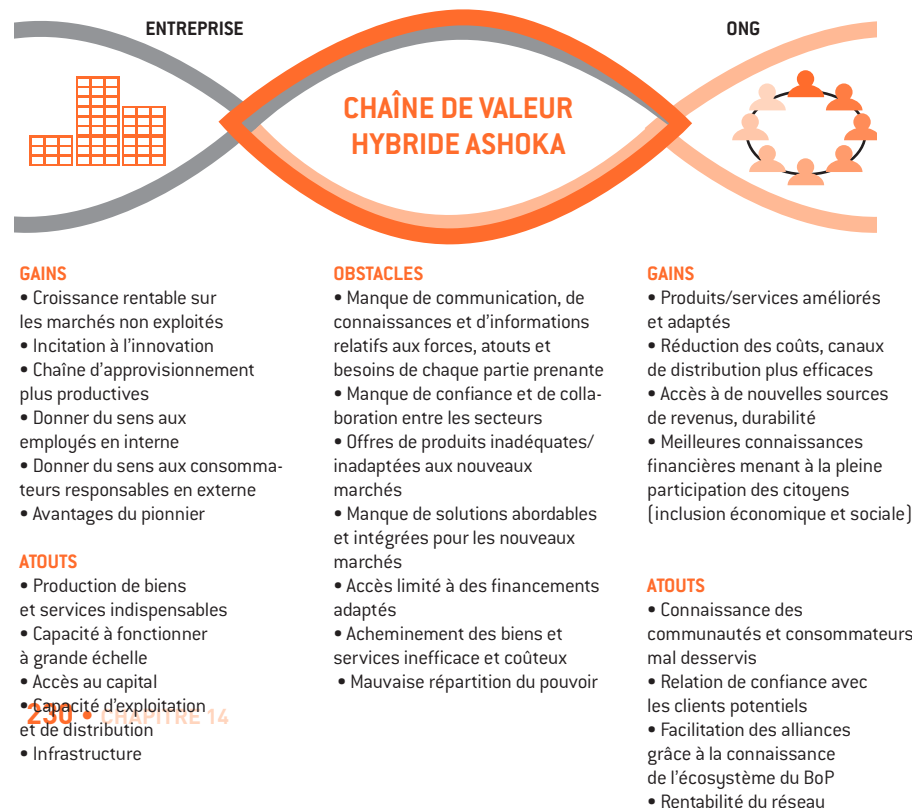 ENTREPRISE
ONG
CHAÎNE DE VALEUR
HYBRIDE ASHOKA
GAINS
• Croissance rentable sur
les marchés non exploités
• Incitation à l’innovation
• Chaîne d’approvisionnement
plus productives
• Donner du sens aux
employés en interne
• Donner du sens aux consomma-
teurs responsables en externe
• Avantages du pionnier
ATOUTS
• Production de biens
et services indispensables
• Capacité à fonctionner
à grande échelle
• Accès au capital
• Capacité d’exploitation
et de distribution
• Infrastructure
230 • CHAPITRE 14
OBSTACLES
• Manque de communication, de
connaissances et d’informations
relatifs aux forces, atouts et
besoins de chaque partie prenante
• Manque de confiance et de colla-
boration entre les secteurs
• Offres de produits inadéquates/
inadaptées aux nouveaux
marchés
• Manque de solutions abordables
et intégrées pour les nouveaux
marchés
• Accès limité à des financements
adaptés
• Acheminement des biens et
services inefficace et coûteux
• Mauvaise répartition du pouvoir
GAINS
• Produits/services améliorés
et adaptés
• Réduction des coûts, canaux
de distribution plus efficaces
• Accès à de nouvelles sources
de revenus, durabilité
• Meilleures connaissances
financières menant à la pleine
participation des citoyens
(inclusion économique et sociale)
ATOUTS
• Connaissance des
communautés et consommateurs
mal desservis
• Relation de confiance avec
les clients potentiels
• Facilitation des alliances
grâce à la connaissance
de l’écosystème du BoP
• Rentabilité du réseau